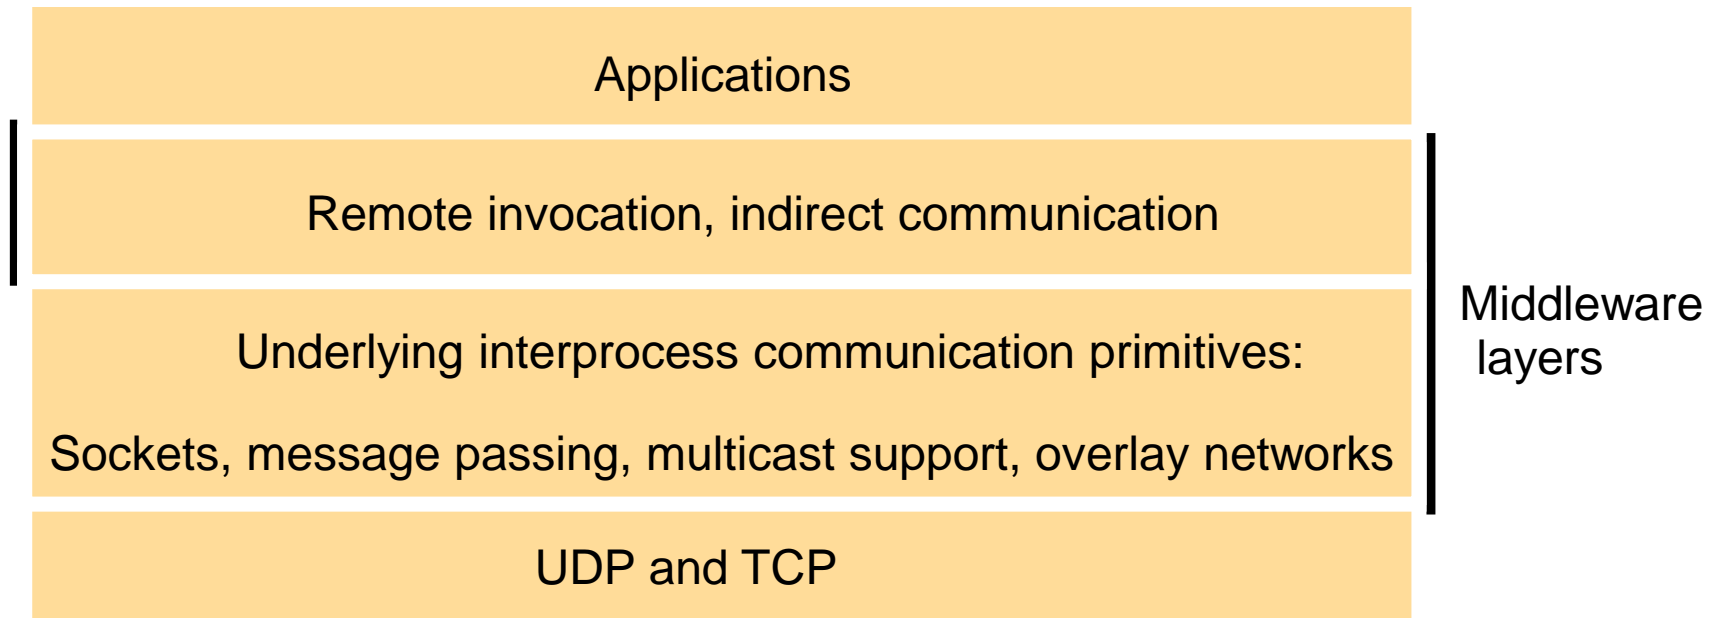 Applications
Remote invocation, indirect communication
Underlying interprocess communication primitives:
Sockets, message passing, multicast support, overlay networks
UDP and TCP
Middleware
layers